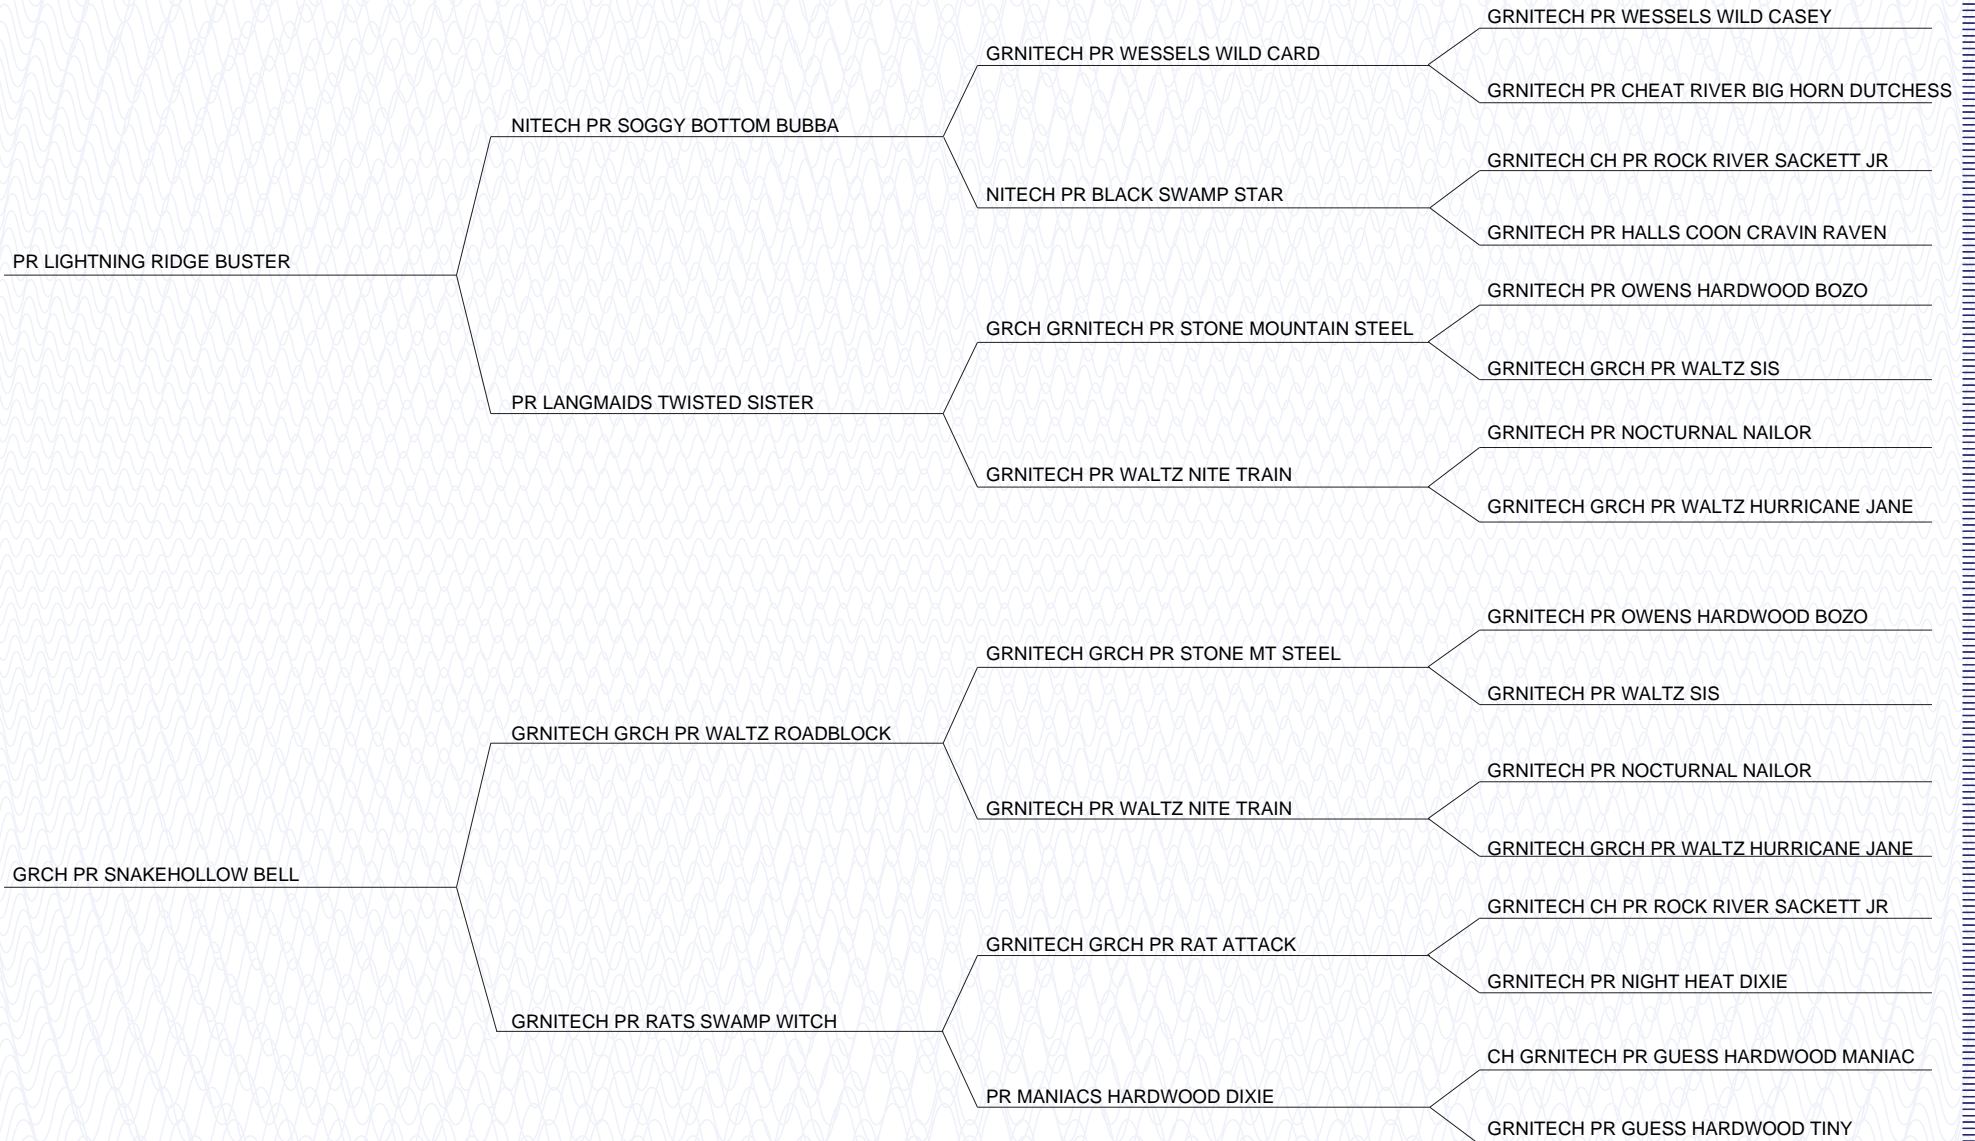 GRNITECH PR WESSELS WILD CASEY
GRNITECH PR WESSELS WILD CARD
GRNITECH PR CHEAT RIVER BIG HORN DUTCHESS
NITECH PR SOGGY BOTTOM BUBBA
GRNITECH CH PR ROCK RIVER SACKETT JR
NITECH PR BLACK SWAMP STAR
GRNITECH PR HALLS COON CRAVIN RAVEN
PR LIGHTNING RIDGE BUSTER
GRNITECH PR OWENS HARDWOOD BOZO
GRCH GRNITECH PR STONE MOUNTAIN STEEL
GRNITECH GRCH PR WALTZ SIS
PR LANGMAIDS TWISTED SISTER
GRNITECH PR NOCTURNAL NAILOR
GRNITECH PR WALTZ NITE TRAIN
GRNITECH GRCH PR WALTZ HURRICANE JANE
GRNITECH PR OWENS HARDWOOD BOZO
GRNITECH GRCH PR STONE MT STEEL
GRNITECH PR WALTZ SIS
GRNITECH GRCH PR WALTZ ROADBLOCK
GRNITECH PR NOCTURNAL NAILOR
GRNITECH PR WALTZ NITE TRAIN
GRNITECH GRCH PR WALTZ HURRICANE JANE
GRCH PR SNAKEHOLLOW BELL
GRNITECH CH PR ROCK RIVER SACKETT JR
GRNITECH GRCH PR RAT ATTACK
GRNITECH PR NIGHT HEAT DIXIE
GRNITECH PR RATS SWAMP WITCH
CH GRNITECH PR GUESS HARDWOOD MANIAC
PR MANIACS HARDWOOD DIXIE
GRNITECH PR GUESS HARDWOOD TINY